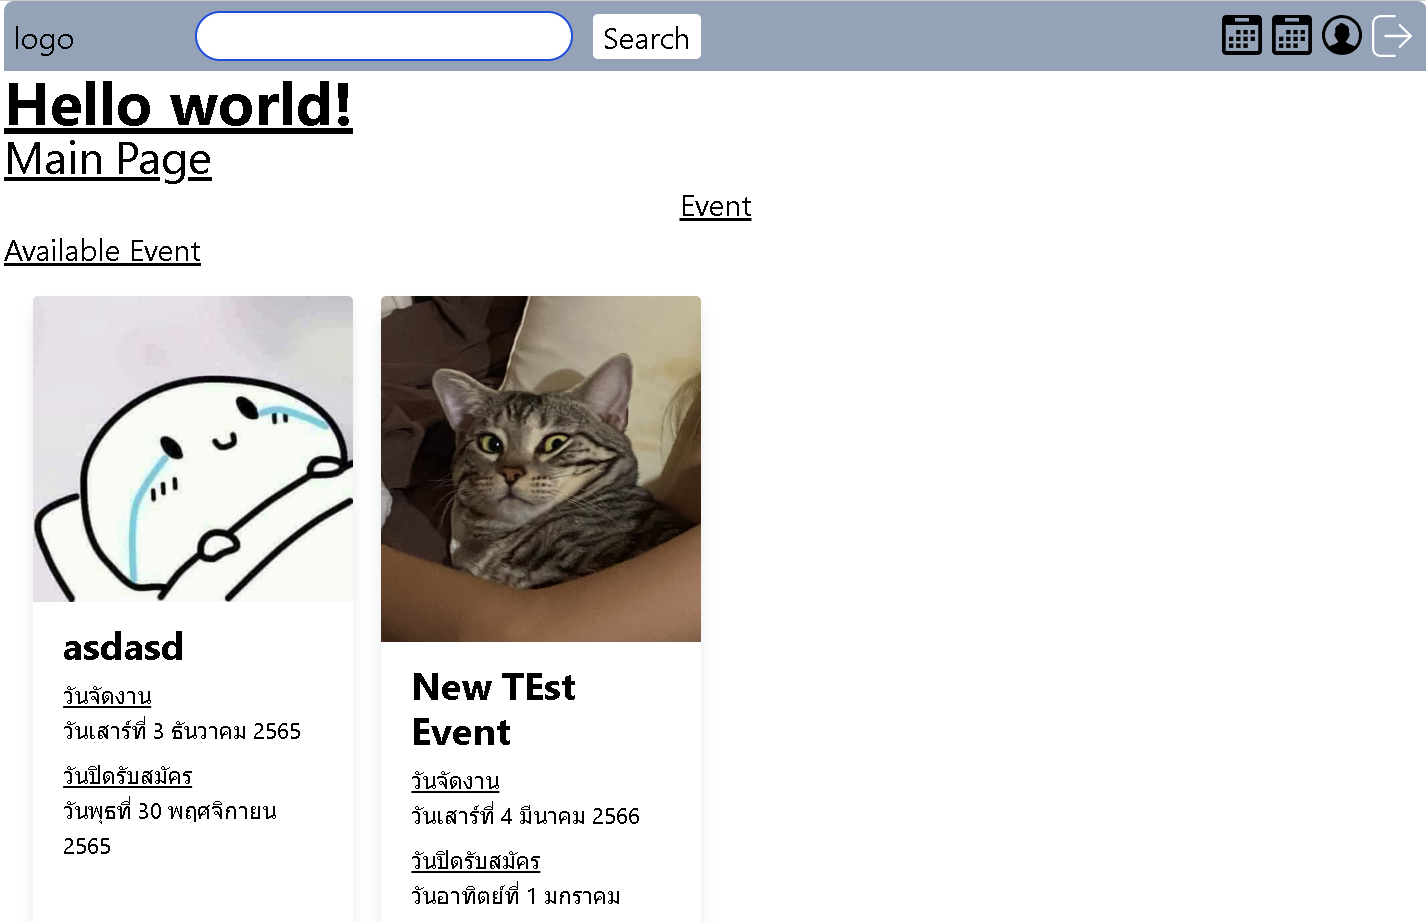 logo
Search
Hello world!
Main Page
Event
Available Event
asdasd
วันจัดงาน
วันเสาร์ที่ 3 ธันวาคม 2565
วันปิดรับสมัคร
วันพุธที่ 30 พฤศจิกายน
2565
New TEst
Event
วันจัดงาน
วันเสาร์ที่ 4 มีนาคม 2566
วันปิดรับสมัคร
วันอาทิตย์ที่ 1 มกราคม